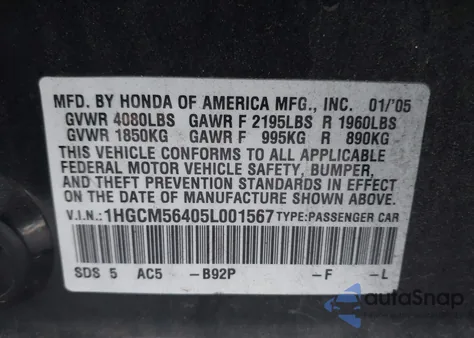 MFD. BY HONDA OF AMERICA MFG., INC. 01/'05
GVWR 4080LBS GAWR F 2195LBS R 1960LBS
GVWR 1850KG GAWR F 995KG R 890KG
THIS VEHICLE CONFORMS TO ALL APPLICABLE
FEDERAL MOTOR VEHICLE SAFETY, BUMPER,
AND THEFT PREVENTION STANDARDS IN EFFECT
ON THE DATE OF MANUFACTURE SHOWN ABOVE.
V.I.N.:1HGCM56405L001567 TYPE:PASSENGER CAR
SDS 5 AC5 -B92P -F -L
autoSnap